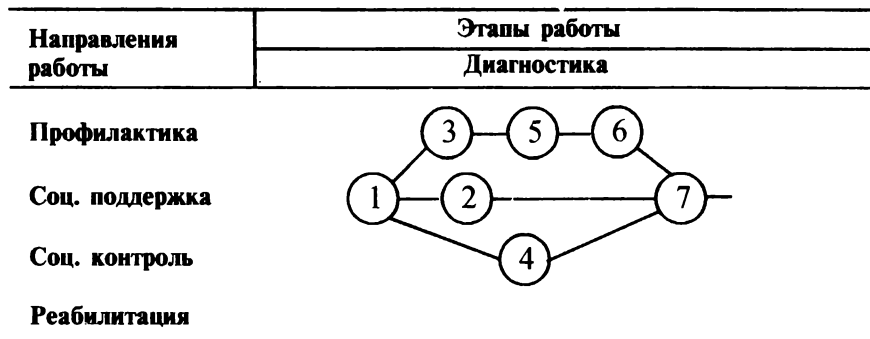 Направления
работы
Этапы работы
Диагностика
Профилактика
3 5 6
Соц. поддержка
1 2 7
Соц. контроль
4
Реабилитация